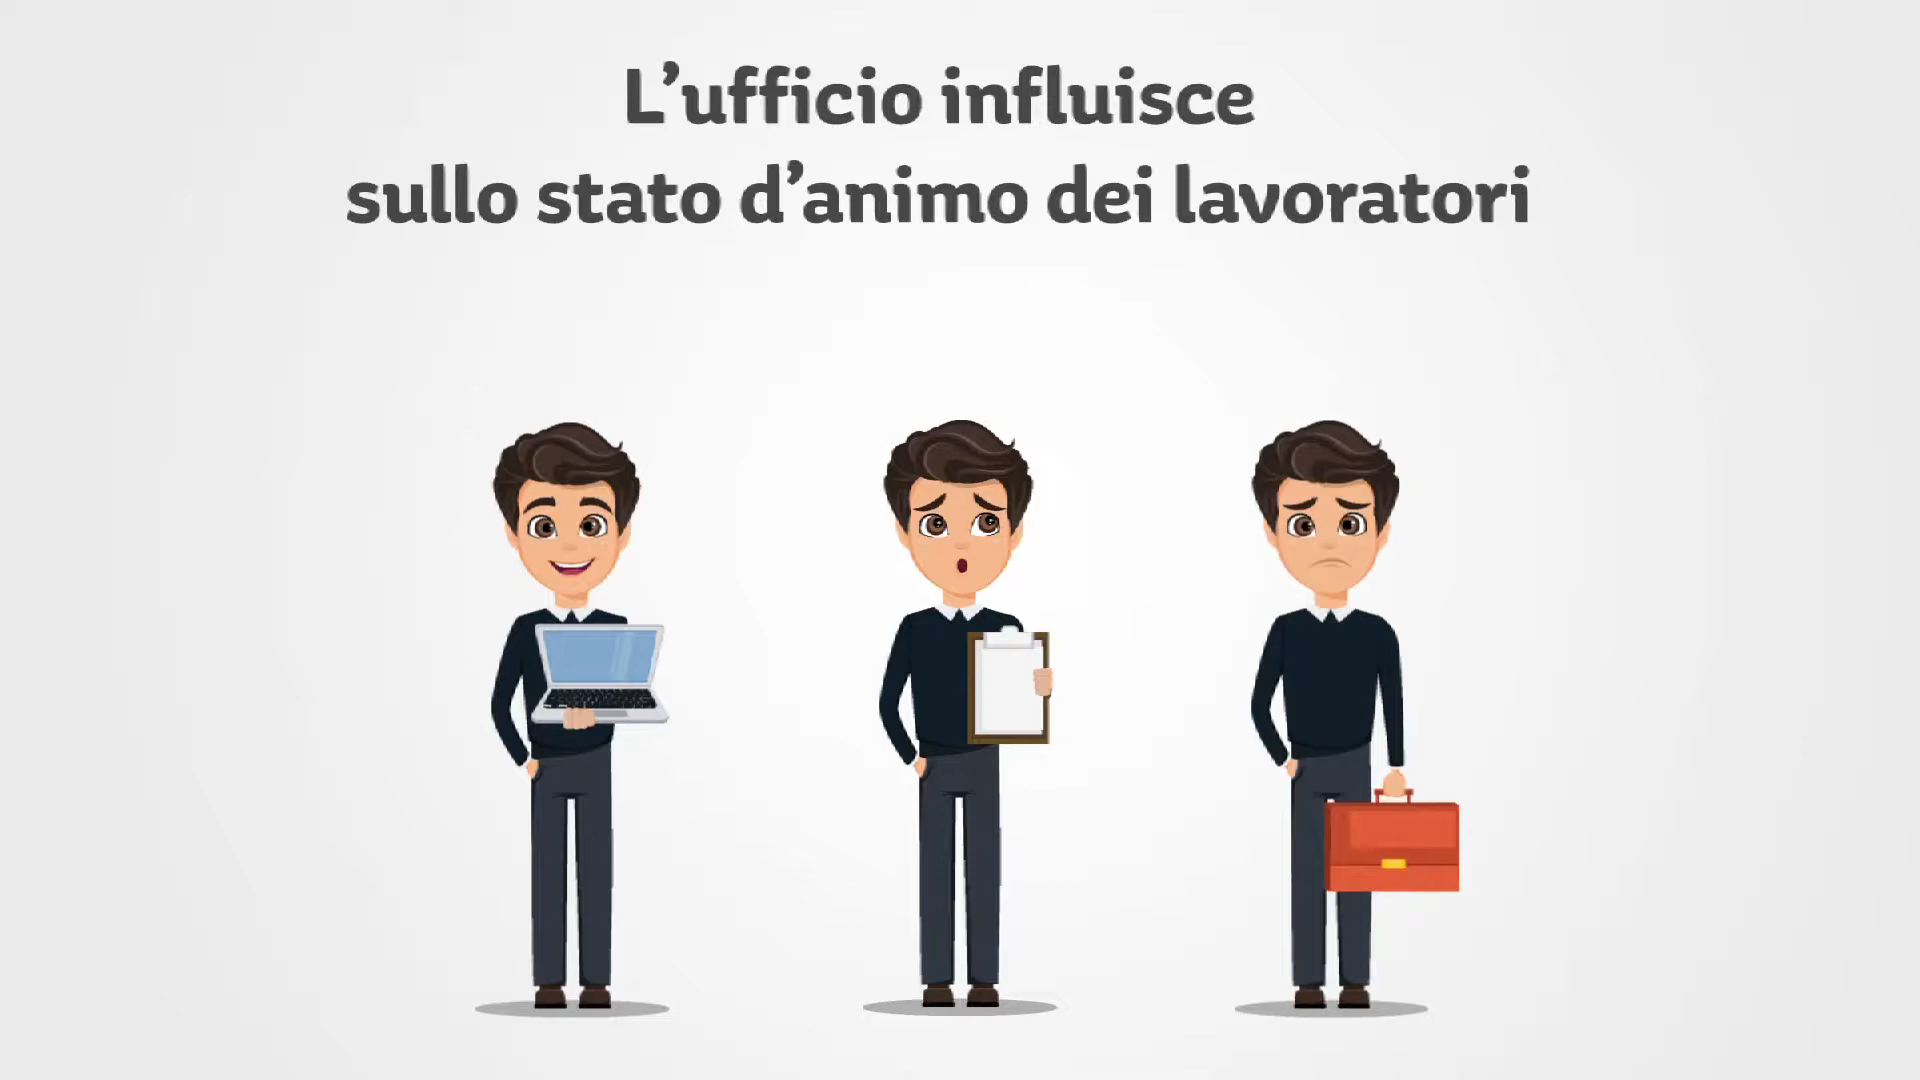 L’ufficio influisce
sullo stato d’animo dei lavoratori